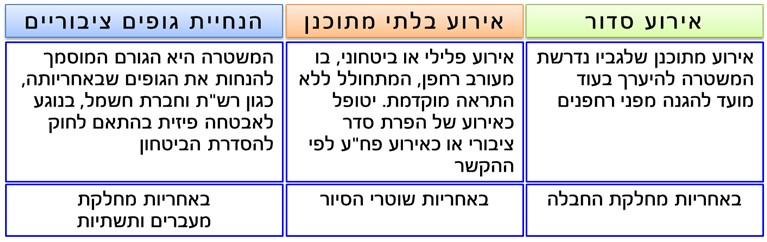 אירוע סדור
אירוע בלתי מתוכנן
הנחיית גופים ציבוריים
אירוע מתוכנן שלגביו נדרשת
המשטרה להיערך בעוד
מועד להגנה מפני רחפנים
אירוע פלילי או ביטחוני, בו
מעורב רחפן, המתחולל ללא
התראה מוקדמת. יטופל
כאירוע של הפרת סדר
ציבורי או כאירוע פח"ע לפי
ההקשר
המשטרה היא הגורם המוסמך
להנחות את הגופים שבאחריותה,
כגון רש"ת וחברת חשמל, בנוגע
לאבטחה פיזית בהתאם לחוק
להסדרת הביטחון
באחריות מחלקת החבלה
באחריות שוטרי הסיור
באחריות מחלקת
מעברים ותשתיות